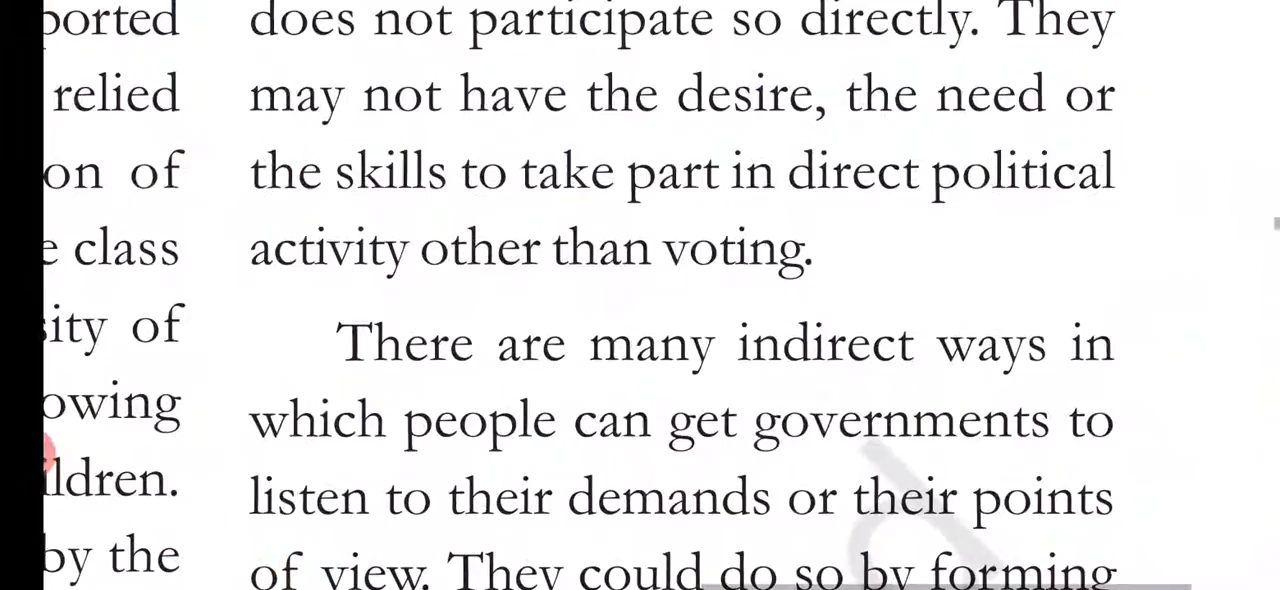 relied
on of
class
of
by the
does not participate so directly. They
may not have the desire, the need or
the skills to take part in direct political
activity other than voting.
There are many indirect ways in
which people can get governments to
listen to their demands or their points
of view. They could do so by forming